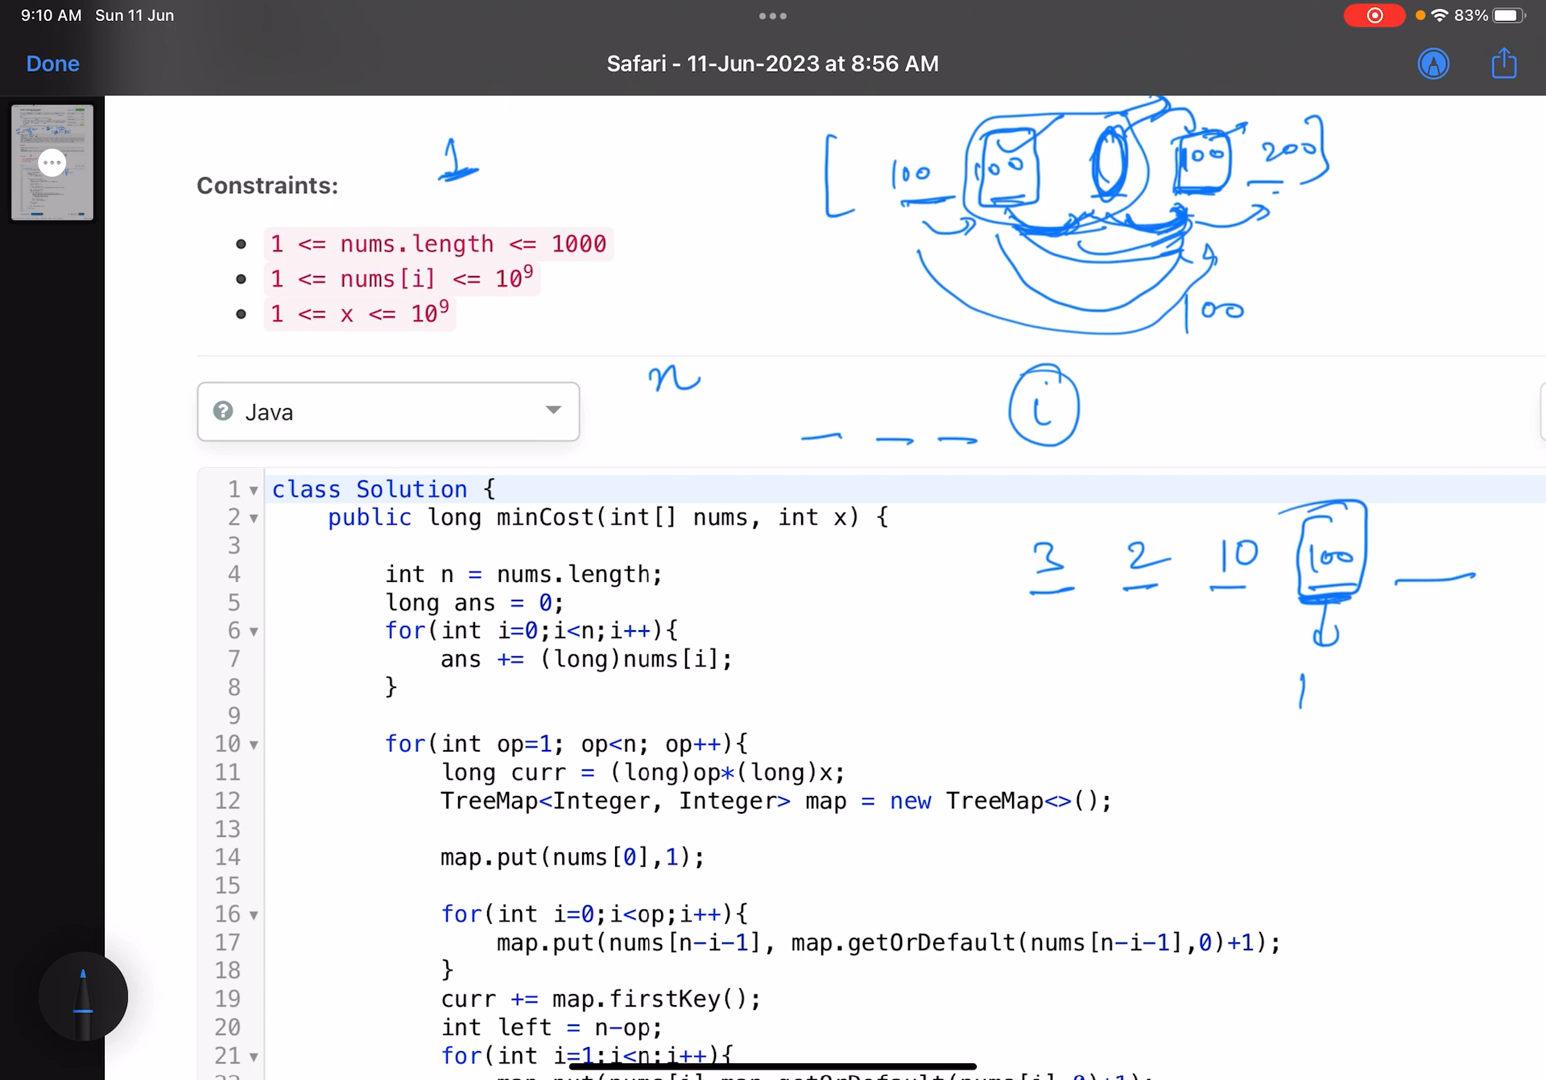 9:10 AM Sun 11 Jun
83%
Done
Safari - 11-Jun-2023 at 8:56 AM
1
[ 100 100 0 100 200 ]
Constraints:
1 <= nums.length <= 1000
1 <= nums[i] <= 10⁹
1 <= x <= 10⁹
100
n
i
Java
3 2 10 100
1
1 class Solution {
2 public long minCost(int[] nums, int x) {
3
4 int n = nums.length;
5 long ans = 0;
6 for(int i=0;i<n;i++){
7 ans += (long)nums[i];
8 }
9
10 for(int op=1; op<n; op++){
11 long curr = (long)op*(long)x;
12 TreeMap<Integer, Integer> map = new TreeMap<>();
13
14 map.put(nums[0],1);
15
16 for(int i=0;i<op;i++){
17 map.put(nums[n-i-1], map.getOrDefault(nums[n-i-1],0)+1);
18 }
19 curr += map.firstKey();
20 int left = n-op;
21 for(int i=1;i<n;i++){